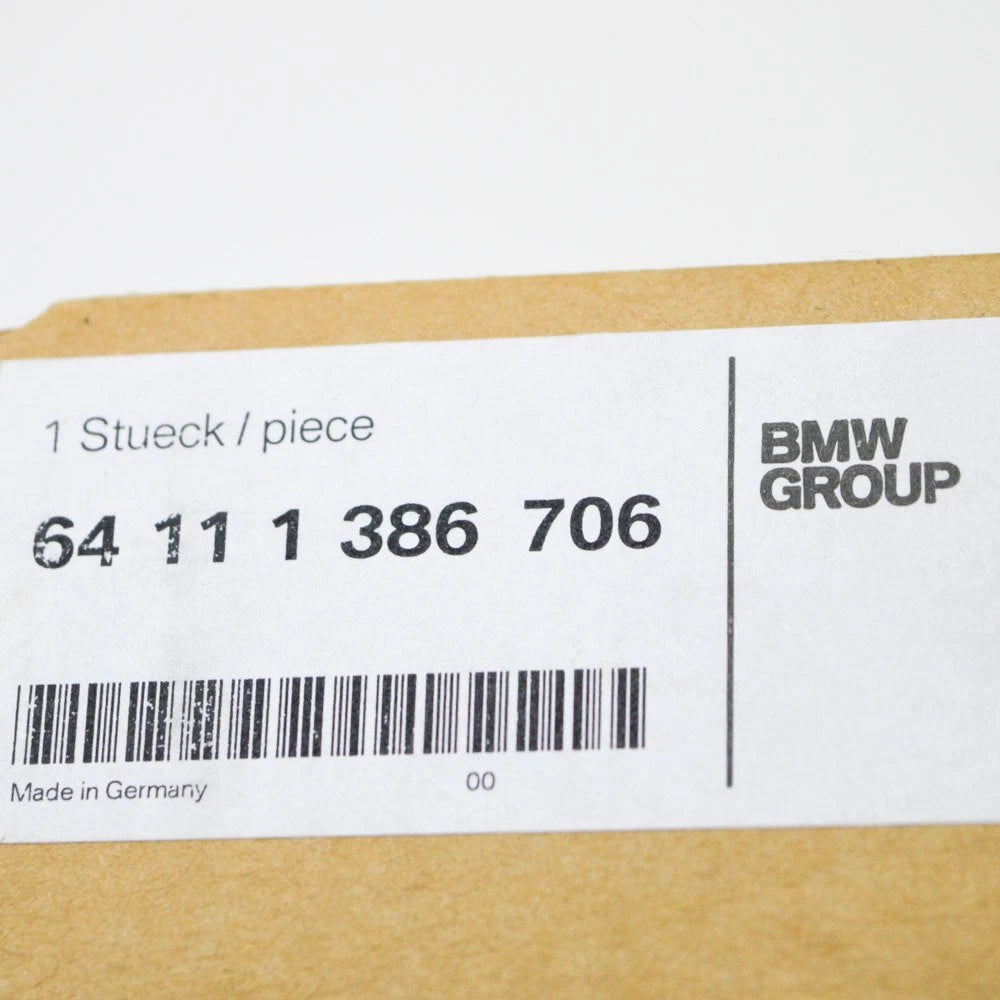 1 Stueck / piece
64 11 1 386 706
Made in Germany
00
BMW
GROUP